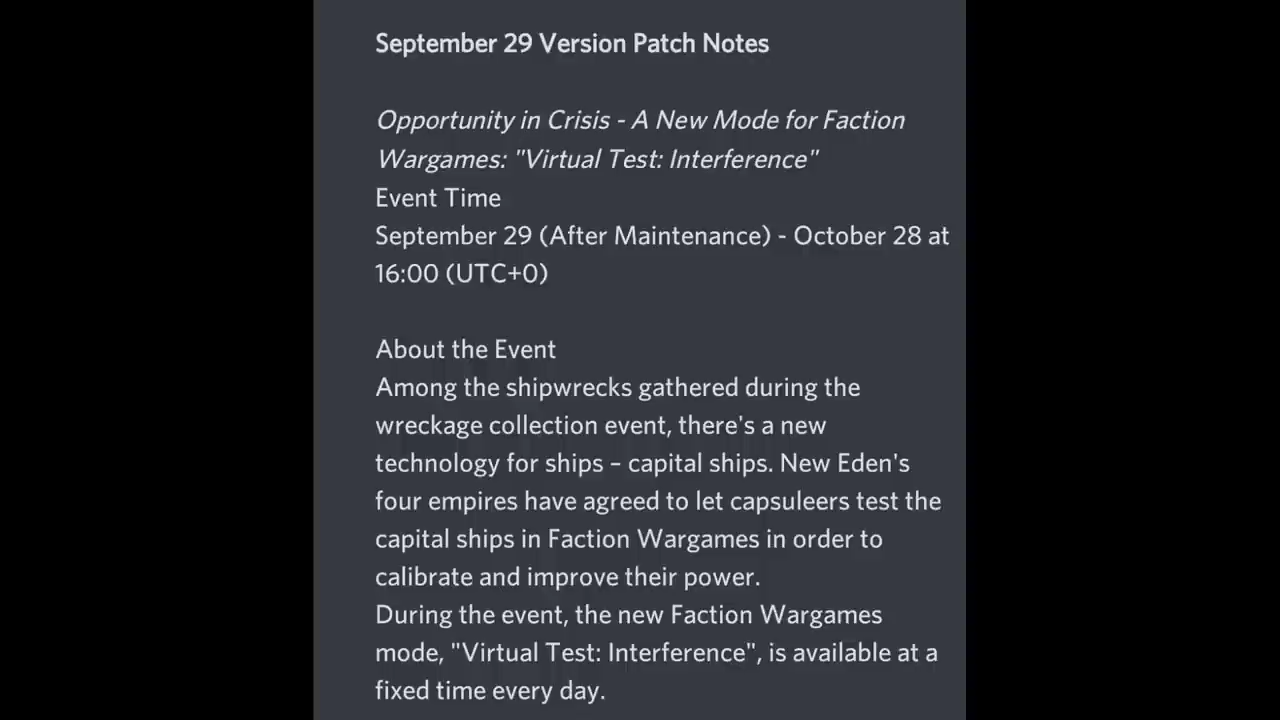 September 29 Version Patch Notes
Opportunity in Crisis - A New Mode for Faction
Wargames: "Virtual Test: Interference"
Event Time
September 29 (After Maintenance) - October 28 at
16:00 (UTC+0)
About the Event
Among the shipwrecks gathered during the
wreckage collection event, there's a new
technology for ships – capital ships. New Eden's
four empires have agreed to let capsuleers test the
capital ships in Faction Wargames in order to
calibrate and improve their power.
During the event, the new Faction Wargames
mode, "Virtual Test: Interference", is available at a
fixed time every day.